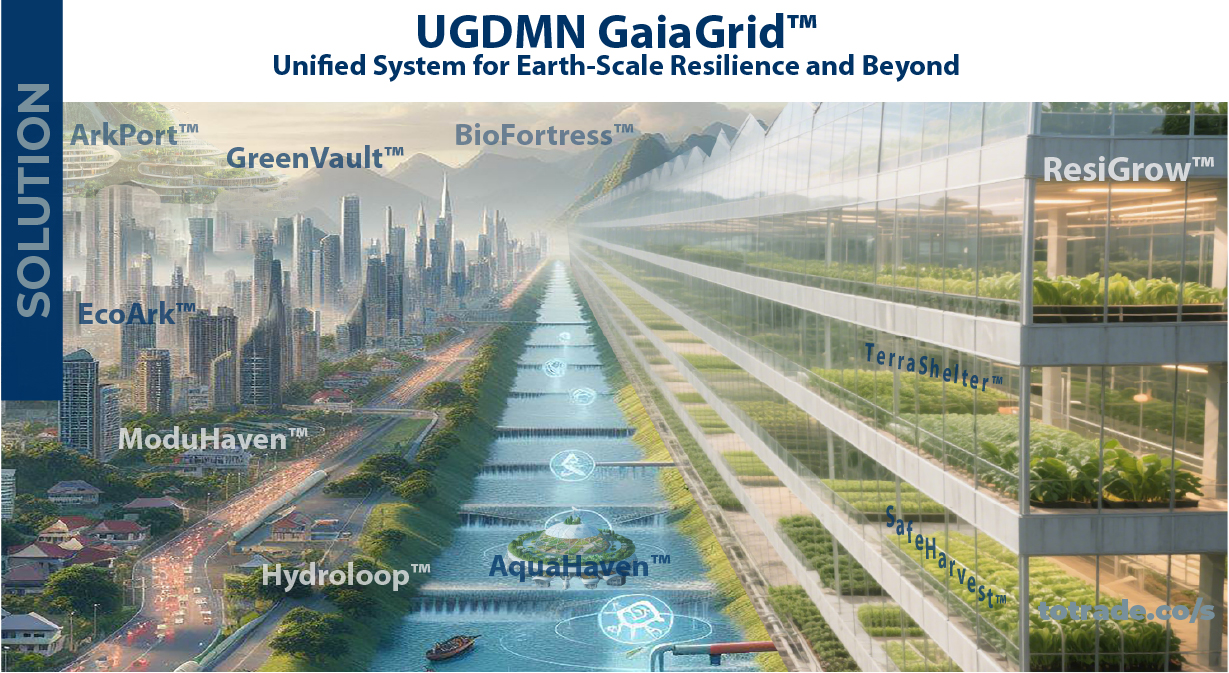 UGDMN GaiaGrid™
Unified System for Earth-Scale Resilience and Beyond
SOLUTION
ArkPort™
BioFortress™
GreenVault™
ResiGrow™
EcoArk™
TerraShelter™
ModuHaven™
SafeHarvest™
Hydroloop™
AquaHaven™
totrade.co/s